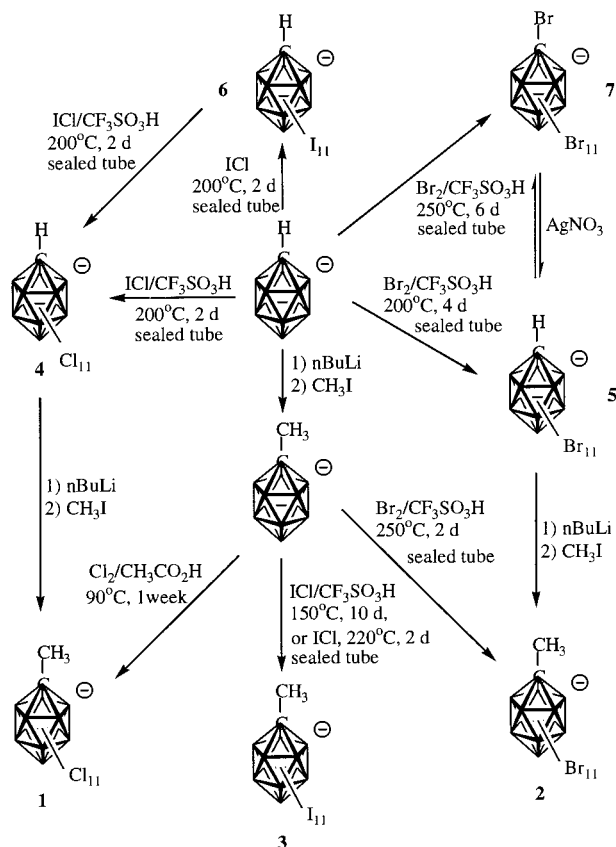 H
C
⊖
6
I11
Br
C
⊖
7
Br11
ICl/CF3SO3H
200°C, 2 d
sealed tube
ICl
200°C, 2 d
sealed tube
Br2/CF3SO3H
250°C, 6 d
sealed tube
AgNO3
H
C
⊖
4
Cl11
ICl/CF3SO3H
200°C, 2 d
sealed tube
H
C
⊖
Br2/CF3SO3H
200°C, 4 d
sealed tube
H
C
⊖
5
Br11
1) nBuLi
2) CH3I
1) nBuLi
2) CH3I
CH3
C
⊖
1) nBuLi
2) CH3I
Cl2/CH3CO2H
90°C, 1week
ICl/CF3SO3H
150°C, 10 d,
or ICl, 220°C, 2 d
sealed tube
Br2/CF3SO3H
250°C, 2 d
sealed tube
CH3
C
⊖
Cl11
1
CH3
C
⊖
I11
3
CH3
C
⊖
Br11
2